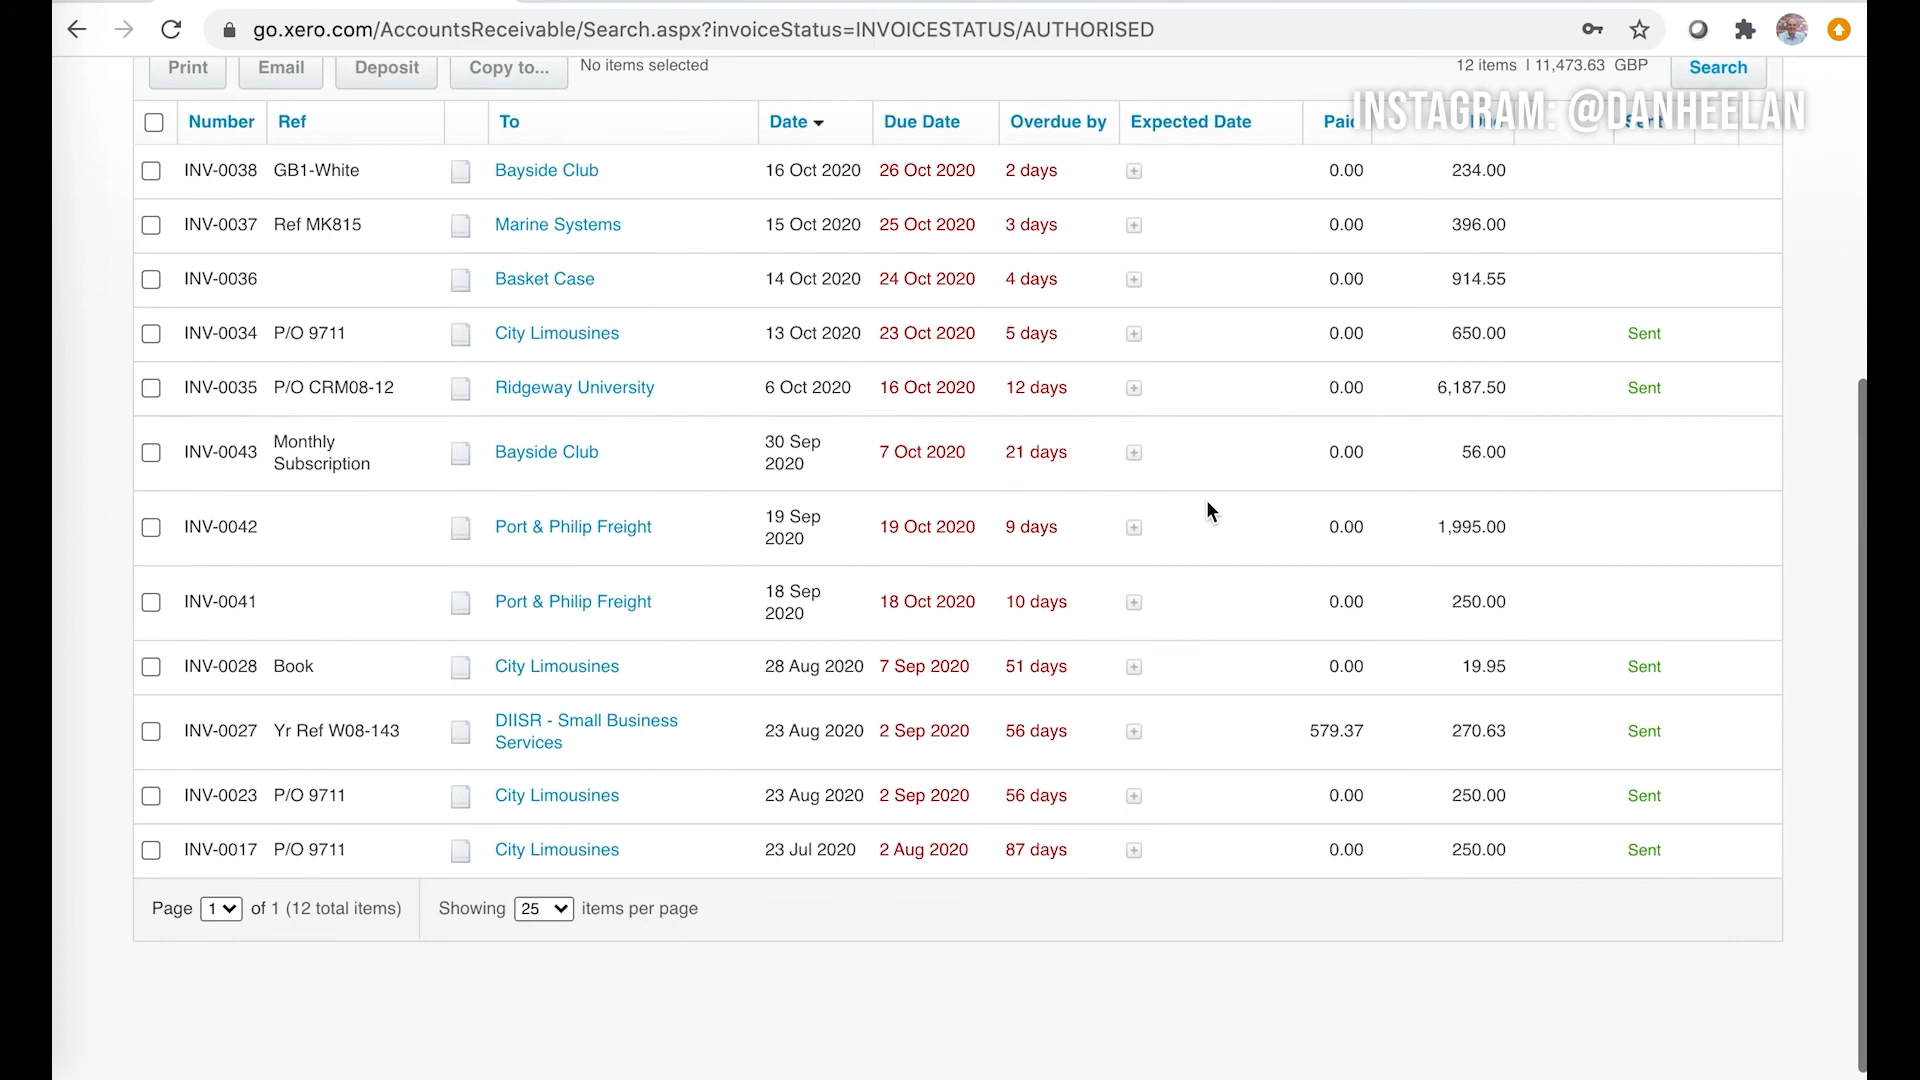 go.xero.com/AccountsReceivable/Search.aspx?invoiceStatus=INVOICESTATUS/AUTHORISED
Print Email Deposit Copy to... No items selected 12 items | 11,473.63 GBP Search
INSTAGRAM: @DANHEELAN
Number Ref To Date Due Date Overdue by Expected Date Paid Due Sent
INV-0038 GB1-White Bayside Club 16 Oct 2020 26 Oct 2020 2 days 0.00 234.00
INV-0037 Ref MK815 Marine Systems 15 Oct 2020 25 Oct 2020 3 days 0.00 396.00
INV-0036 Basket Case 14 Oct 2020 24 Oct 2020 4 days 0.00 914.55
INV-0034 P/O 9711 City Limousines 13 Oct 2020 23 Oct 2020 5 days 0.00 650.00 Sent
INV-0035 P/O CRM08-12 Ridgeway University 6 Oct 2020 16 Oct 2020 12 days 0.00 6,187.50 Sent
Monthly 30 Sep
INV-0043 Bayside Club 7 Oct 2020 21 days 0.00 56.00
Subscription 2020
19 Sep
INV-0042 Port & Philip Freight 19 Oct 2020 9 days 0.00 1,995.00
2020
18 Sep
INV-0041 Port & Philip Freight 18 Oct 2020 10 days 0.00 250.00
2020
INV-0028 Book City Limousines 28 Aug 2020 7 Sep 2020 51 days 0.00 19.95 Sent
DIISR - Small Business
INV-0027 Yr Ref W08-143 23 Aug 2020 2 Sep 2020 56 days 579.37 270.63 Sent
Services
INV-0023 P/O 9711 City Limousines 23 Aug 2020 2 Sep 2020 56 days 0.00 250.00 Sent
INV-0017 P/O 9711 City Limousines 23 Jul 2020 2 Aug 2020 87 days 0.00 250.00 Sent
Page 1 of 1 (12 total items) Showing 25 items per page